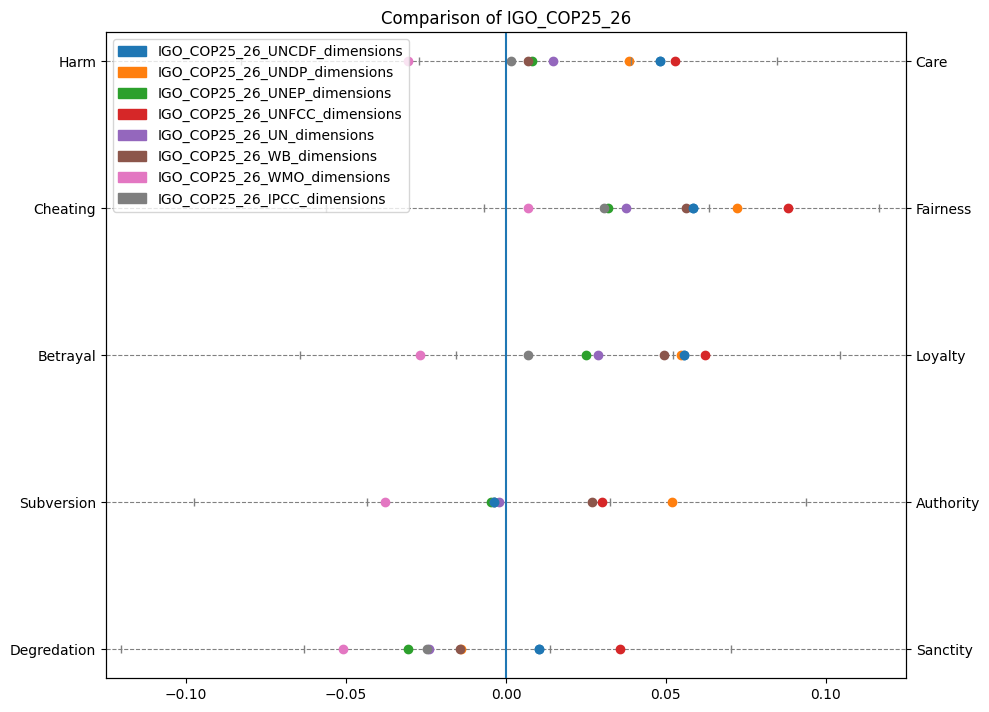 Comparison of IGO_COP25_26
IGO_COP25_26_UNCDF_dimensions
IGO_COP25_26_UNDP_dimensions
IGO_COP25_26_UNEP_dimensions
IGO_COP25_26_UNFCC_dimensions
IGO_COP25_26_UN_dimensions
IGO_COP25_26_WB_dimensions
IGO_COP25_26_WMO_dimensions
IGO_COP25_26_IPCC_dimensions
Harm Care
Cheating Fairness
Betrayal Loyalty
Subversion Authority
Degredation Sanctity
−0.10 −0.05 0.00 0.05 0.10